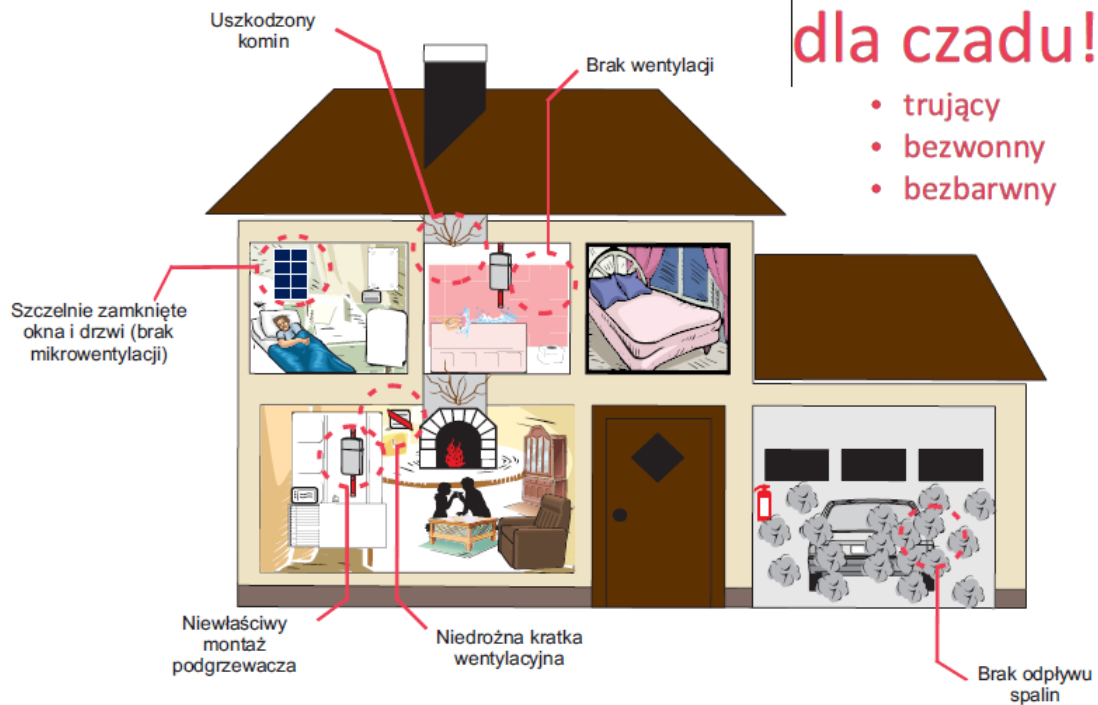 Uszkodzony
komin
Brak wentylacji
dla czadu!
• trujący
• bezwonny
• bezbarwny
Szczelnie zamknięte
okna i drzwi (brak
mikrowentylacji)
Niewłaściwy
montaż
podgrzewacza
Niedrożna kratka
wentylacyjna
Brak odpływu
spalin